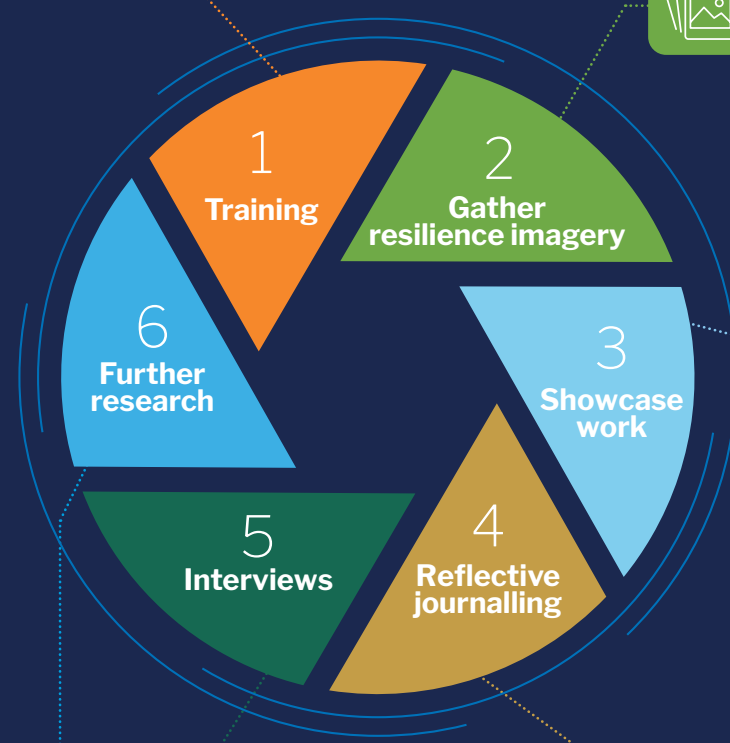 1
Training
2
Gather
resilience imagery
3
Showcase
work
4
Reflective
journalling
5
Interviews
6
Further
research